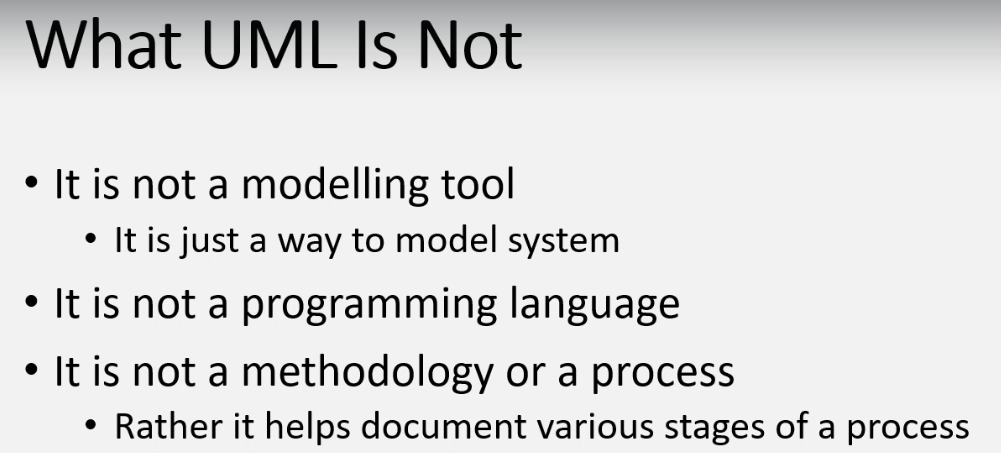 What UML Is Not
• It is not a modelling tool
• It is just a way to model system
• It is not a programming language
• It is not a methodology or a process
• Rather it helps document various stages of a process